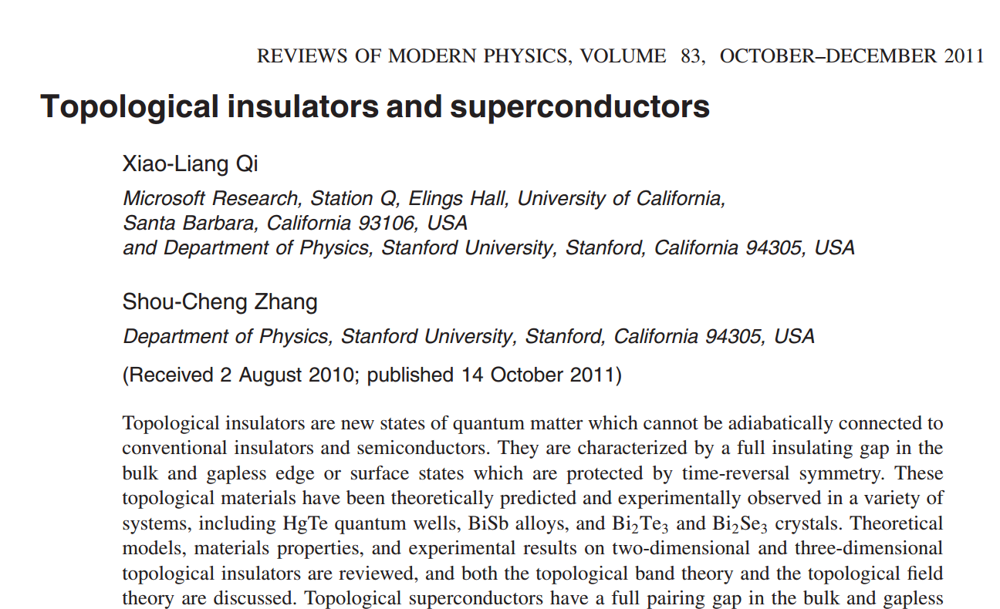 REVIEWS OF MODERN PHYSICS, VOLUME 83, OCTOBER–DECEMBER 2011
Topological insulators and superconductors
Xiao-Liang Qi
Microsoft Research, Station Q, Elings Hall, University of California,
Santa Barbara, California 93106, USA
and Department of Physics, Stanford University, Stanford, California 94305, USA
Shou-Cheng Zhang
Department of Physics, Stanford University, Stanford, California 94305, USA
(Received 2 August 2010; published 14 October 2011)
Topological insulators are new states of quantum matter which cannot be adiabatically connected to
conventional insulators and semiconductors. They are characterized by a full insulating gap in the
bulk and gapless edge or surface states which are protected by time-reversal symmetry. These
topological materials have been theoretically predicted and experimentally observed in a variety of
systems, including HgTe quantum wells, BiSb alloys, and Bi₂Te₃ and Bi₂Se₃ crystals. Theoretical
models, materials properties, and experimental results on two-dimensional and three-dimensional
topological insulators are reviewed, and both the topological band theory and the topological field
theory are discussed. Topological superconductors have a full pairing gap in the bulk and gapless